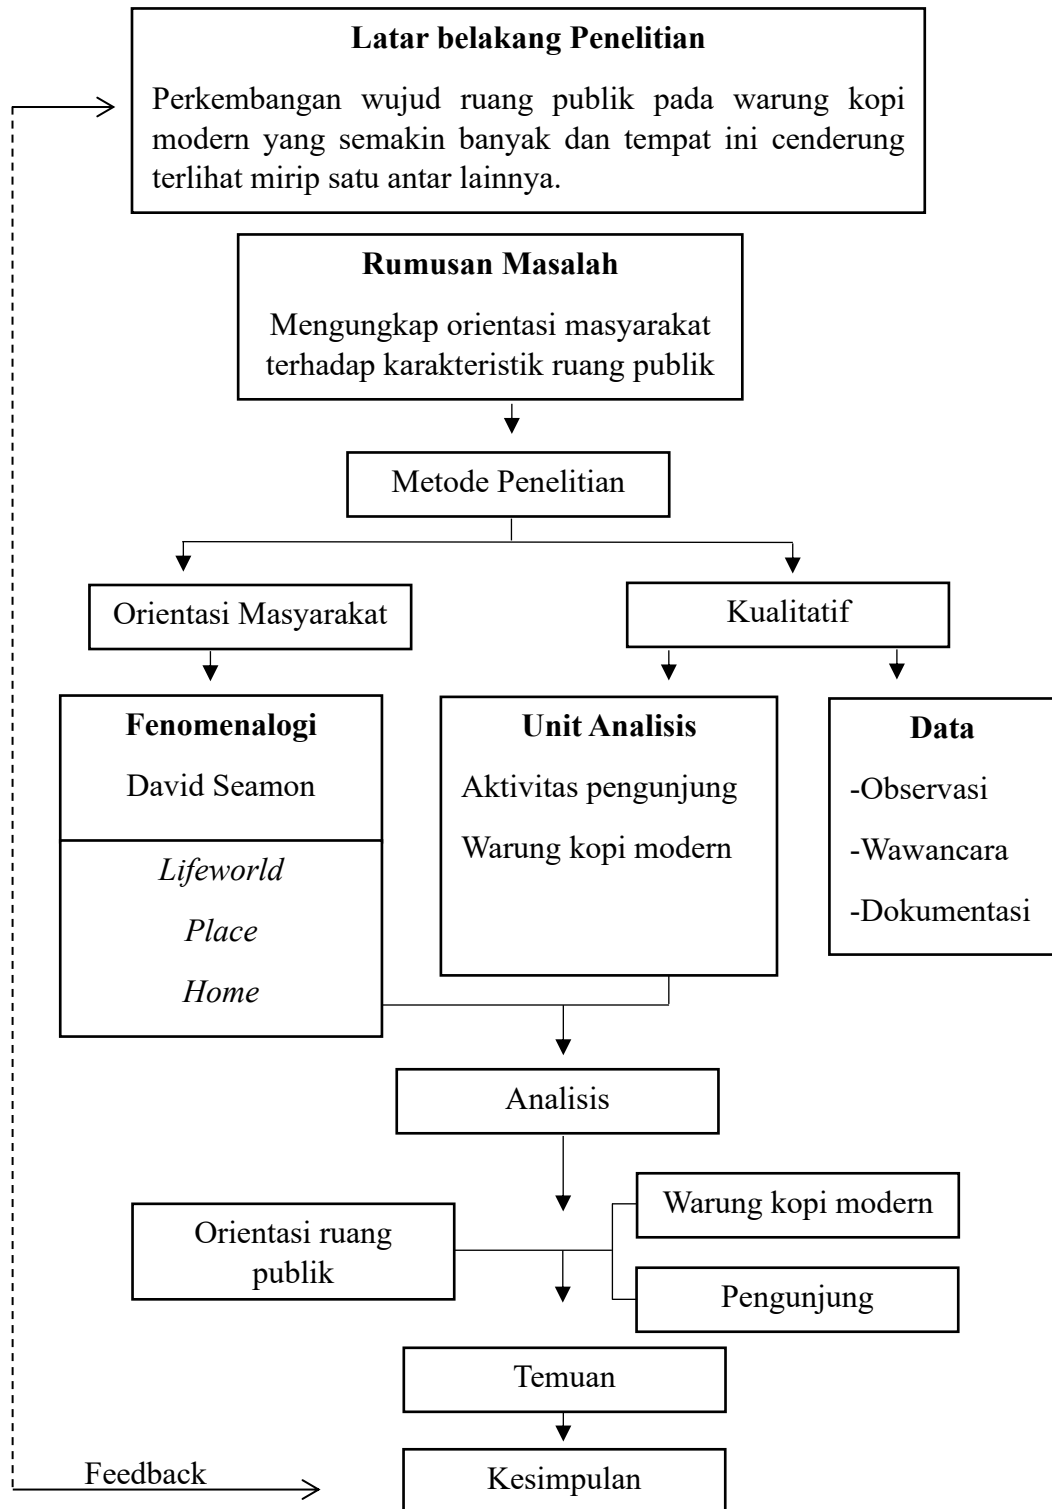 Latar belakang Penelitian
Perkembangan wujud ruang publik pada warung kopi
modern yang semakin banyak dan tempat ini cenderung
terlihat mirip satu antar lainnya.
Rumusan Masalah
Mengungkap orientasi masyarakat
terhadap karakteristik ruang publik
Metode Penelitian
Orientasi Masyarakat
Kualitatif
Fenomenalogi
David Seamon
Lifeworld
Place
Home
Unit Analisis
Aktivitas pengunjung
Warung kopi modern
Data
-Observasi
-Wawancara
-Dokumentasi
Analisis
Orientasi ruang
publik
Warung kopi modern
Pengunjung
Temuan
Kesimpulan
Feedback